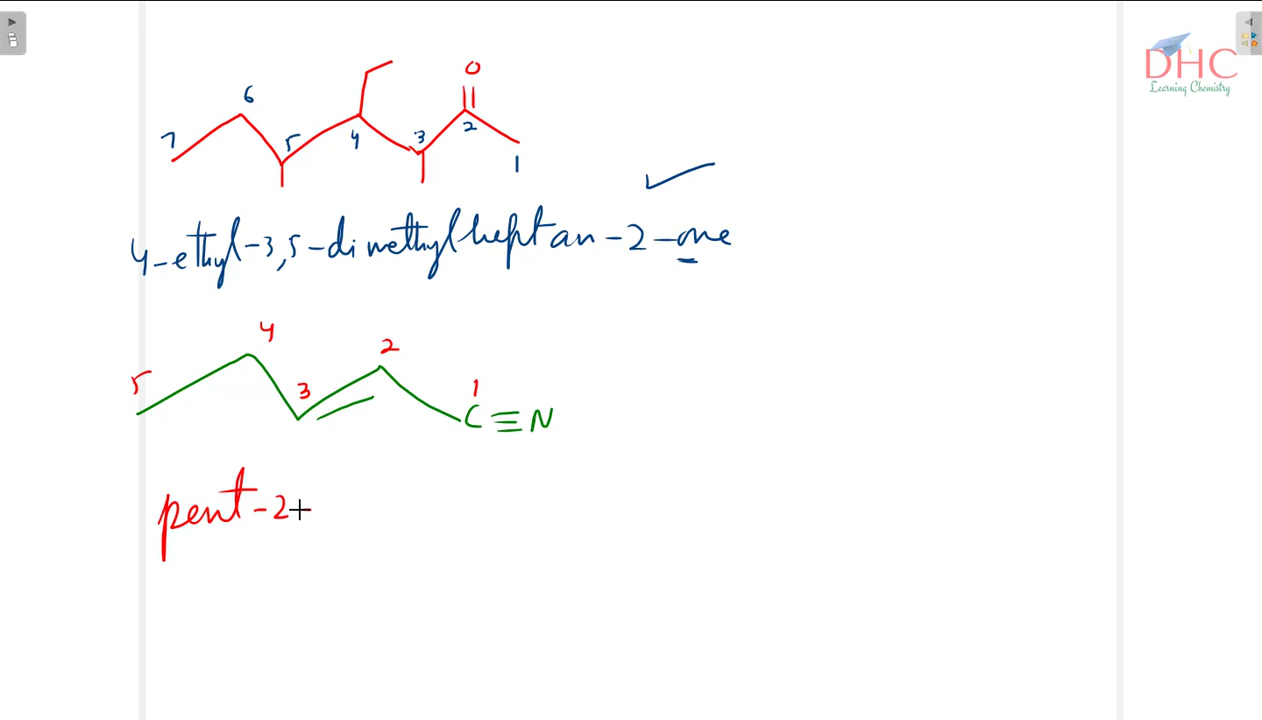 DHC
Learning Chemistry
O
6
7 5 4 3 2
1
4-ethyl-3,5-dimethylheptan-2-one
4
2
5 3 1
C≡N
pent-2